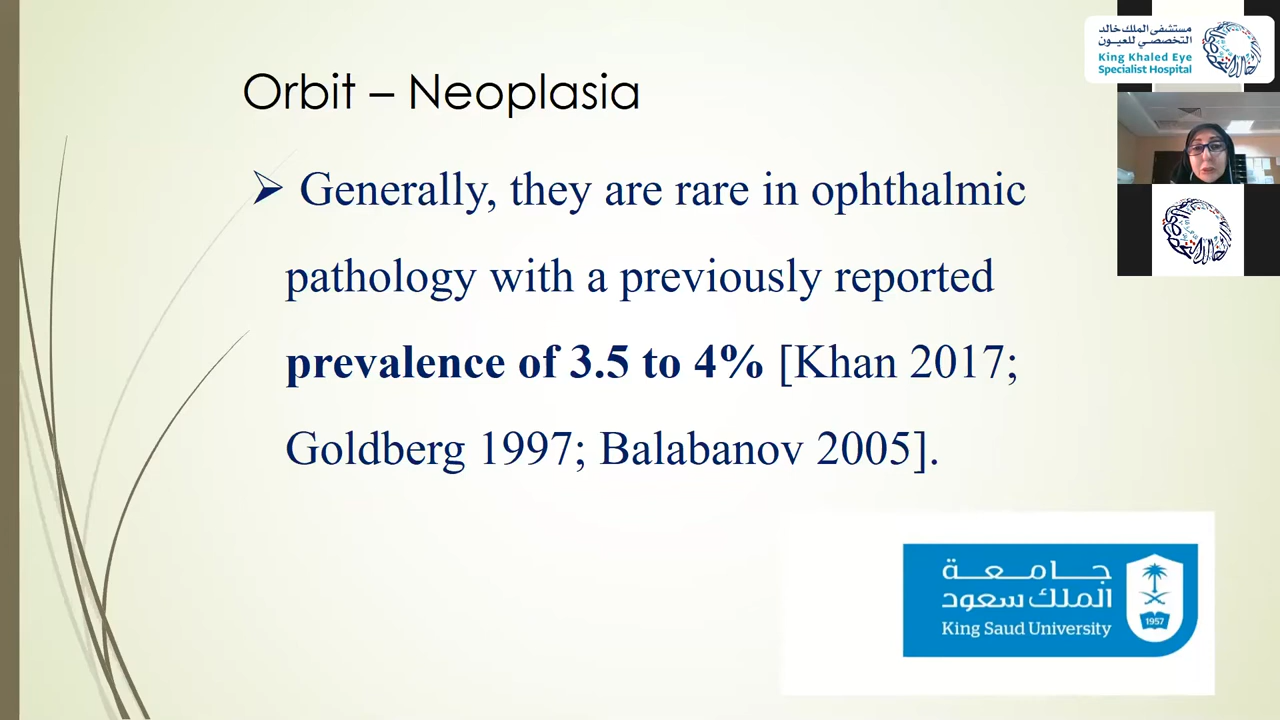 مستشفى الملك خالد
التخصصي للعيون
King Khaled Eye
Specialist Hospital
Orbit – Neoplasia
➢ Generally, they are rare in ophthalmic
pathology with a previously reported
prevalence of 3.5 to 4% [Khan 2017;
Goldberg 1997; Balabanov 2005].
جامعة
الملك سعود
King Saud University
1957